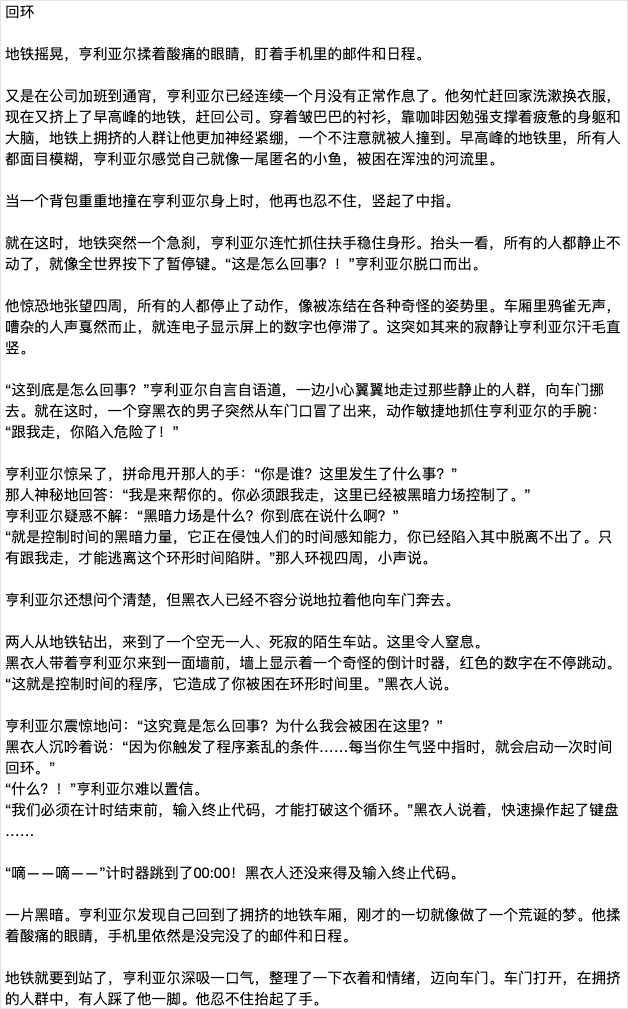 回环
地铁摇晃，亨利亚尔揉着酸痛的眼睛，盯着手机里的邮件和日程。
又是在公司加班到通宵，亨利亚尔已经连续一个月没有正常作息了。他匆忙赶回家洗漱换衣服，
现在又挤上了早高峰的地铁，赶回公司。穿着皱巴巴的衬衫，靠咖啡因勉强支撑着疲惫的身躯和
大脑，地铁上拥挤的人群让他更加神经紧绷，一个不注意就被人撞到。早高峰的地铁里，所有人
都面目模糊，亨利亚尔感觉自己就像一尾匿名的小鱼，被困在浑浊的河流里。
当一个背包重重地撞在亨利亚尔身上时，他再也忍不住，竖起了中指。
就在这时，地铁突然一个急刹，亨利亚尔连忙抓住扶手稳住身形。抬头一看，所有的人都静止不
动了，就像全世界按下了暂停键。“这是怎么回事？！”亨利亚尔脱口而出。
他惊恐地张望四周，所有的人都停止了动作，像被冻结在各种奇怪的姿势里。车厢里鸦雀无声，
嘈杂的人声戛然而止，就连电子显示屏上的数字也停滞了。这突如其来的寂静让亨利亚尔汗毛直
竖。
“这到底是怎么回事？”亨利亚尔自言自语道，一边小心翼翼地走过那些静止的人群，向车门挪
去。就在这时，一个穿黑衣的男子突然从车门口冒了出来，动作敏捷地抓住亨利亚尔的手腕：
“跟我走，你陷入危险了！”
亨利亚尔惊呆了，拼命甩开那人的手：“你是谁？这里发生了什么事？”
那人神秘地回答：“我是来帮你的。你必须跟我走，这里已经被黑暗力场控制了。”
亨利亚尔疑惑不解：“黑暗力场是什么？你到底在说什么啊？”
“就是控制时间的黑暗力量，它正在侵蚀人们的时间感知能力，你已经陷入其中脱离不出了。只
有跟我走，才能逃离这个环形时间陷阱。”那人环视四周，小声说。
亨利亚尔还想问个清楚，但黑衣人已经不容分说地拉着他向车门奔去。
两人从地铁钻出，来到了一个空无一人、死寂的陌生车站。这里令人窒息。
黑衣人带着亨利亚尔来到一面墙前，墙上显示着一个奇怪的倒计时器，红色的数字在不停跳动。
“这就是控制时间的程序，它造成了你被困在环形时间里。”黑衣人说。
亨利亚尔震惊地问：“这究竟是怎么回事？为什么我会被困在这里？”
黑衣人沉吟着说：“因为你触发了程序紊乱的条件……每当你生气竖中指时，就会启动一次时间
回环。”
“什么？！”亨利亚尔难以置信。
“我们必须在计时结束前，输入终止代码，才能打破这个循环。”黑衣人说着，快速操作起了键盘
……
“嘀——嘀——”计时器跳到了00:00！黑衣人还没来得及输入终止代码。
一片黑暗。亨利亚尔发现自己回到了拥挤的地铁车厢，刚才的一切就像做了一个荒诞的梦。他揉
着酸痛的眼睛，手机里依然是没完没了的邮件和日程。
地铁就要到站了，亨利亚尔深吸一口气，整理了一下衣着和情绪，迈向车门。车门打开，在拥挤
的人群中，有人踩了他一脚。他忍不住抬起了手。